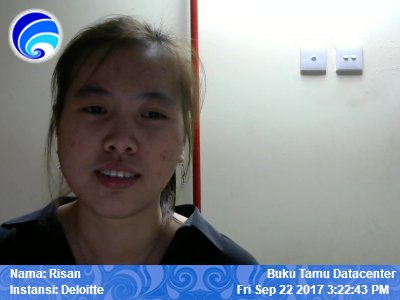 Nama: Risan
Buku Tamu Datacenter
Instansi: Deloitte
Fri Sep 22 2017 3:22:43 PM